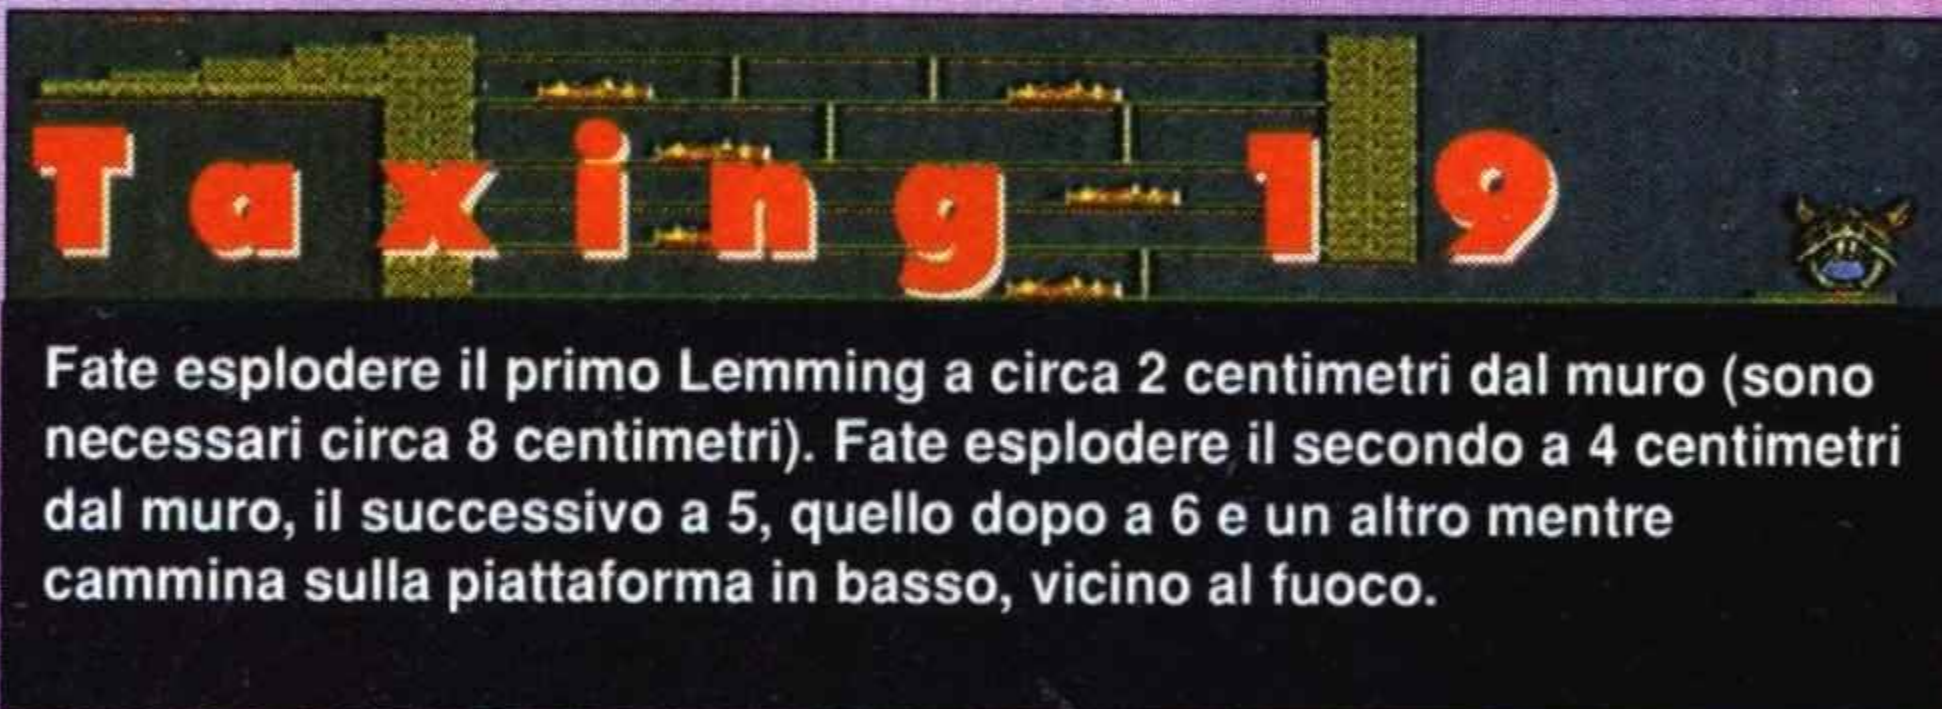 Taxing 19
Fate esplodere il primo Lemming a circa 2 centimetri dal muro (sono
necessari circa 8 centimetri). Fate esplodere il secondo a 4 centimetri
dal muro, il successivo a 5, quello dopo a 6 e un altro mentre
cammina sulla piattaforma in basso, vicino al fuoco.